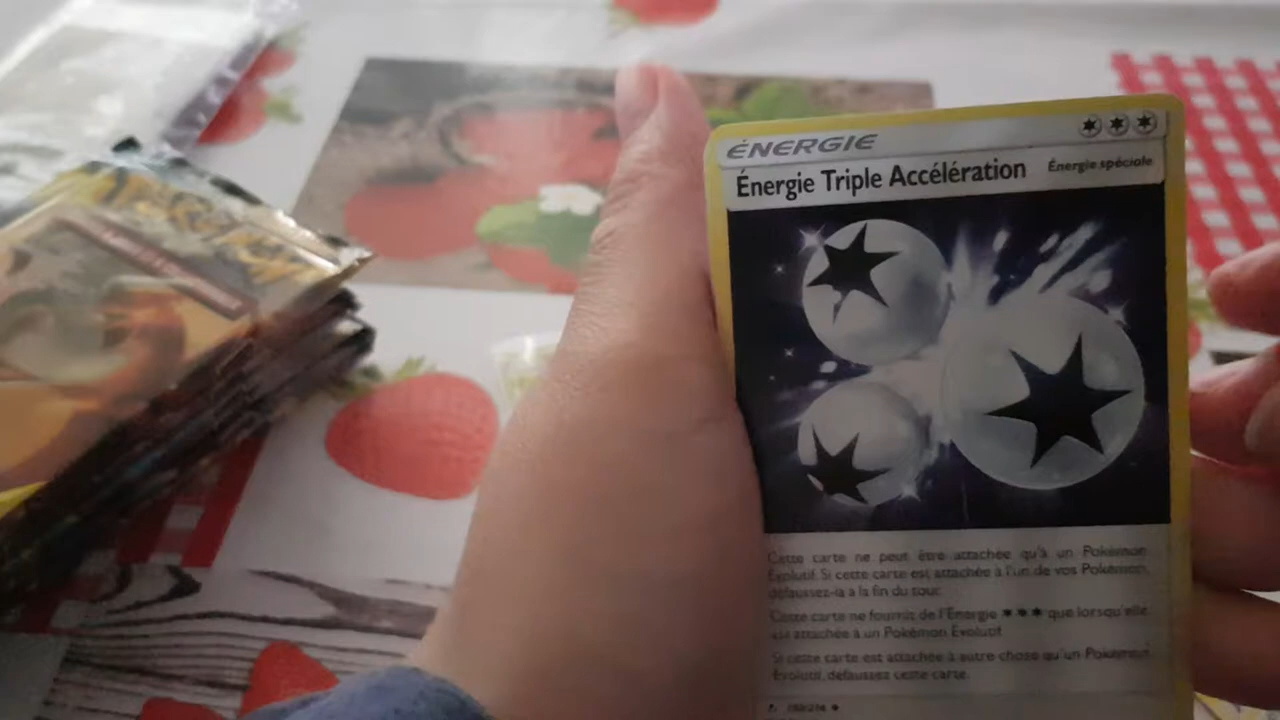 ÉNERGIE
Énergie Triple Accélération Énergie spéciale
Cette carte ne peut être attachée qu'à un Pokémon
Évolutif. Si cette carte est attachée à l'un de vos Pokémon,
défaussez-la à la fin du tour.
Cette carte ne fournit de l'Énergie ✶✶✶ que lorsqu'elle
est attachée à un Pokémon Évolutif.
Si cette carte est attachée à autre chose qu'un Pokémon
Évolutif, défaussez cette carte.